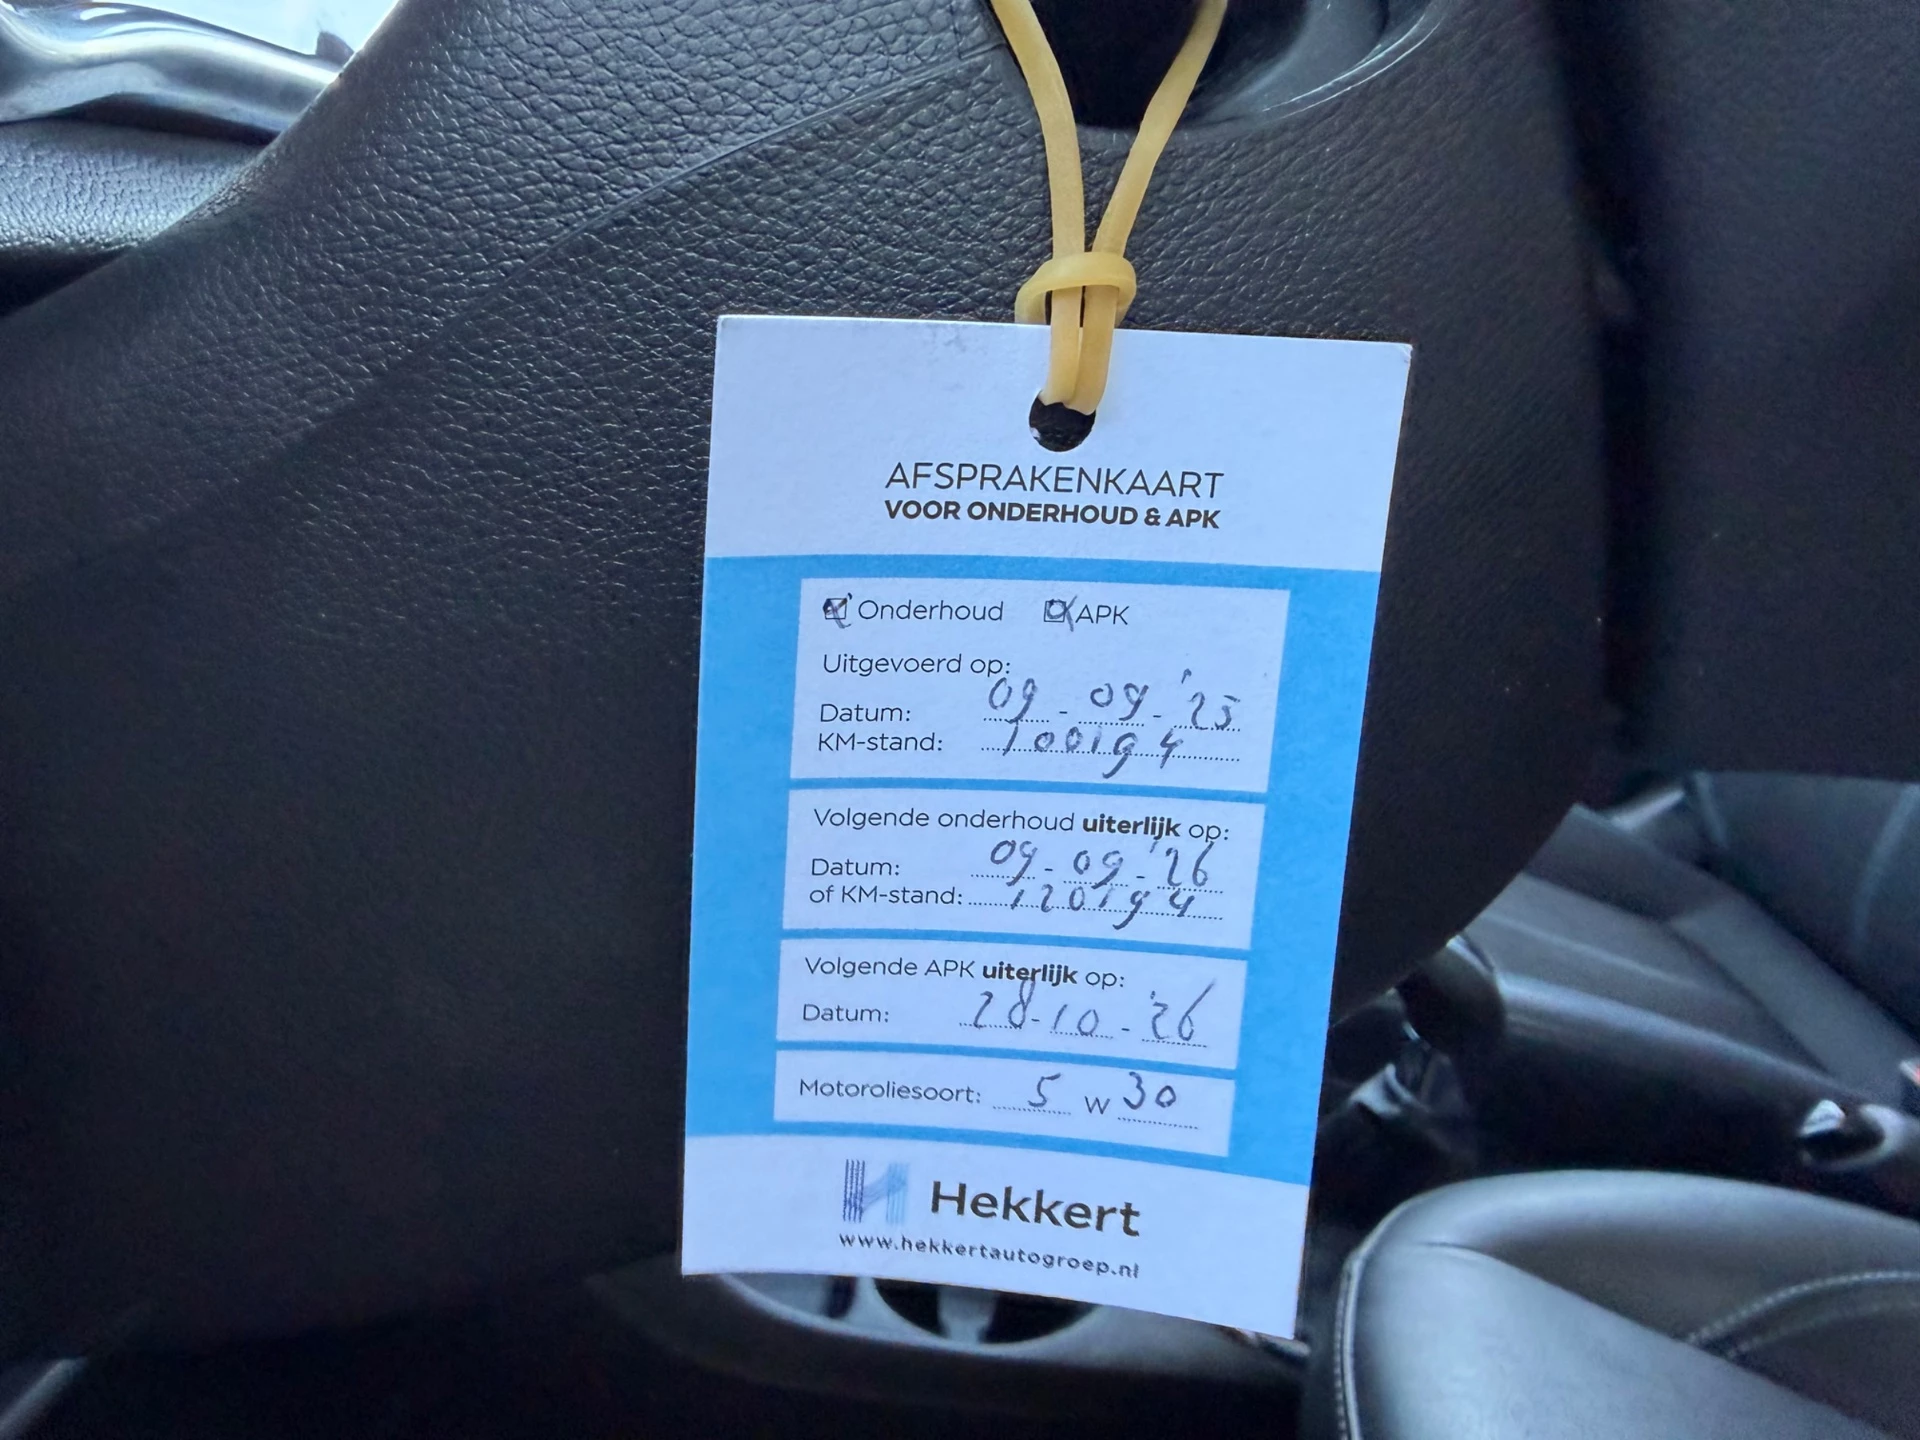 AFSPRAKENKAART
VOOR ONDERHOUD & APK
Onderhoud APK
Uitgevoerd op:
Datum: 09 - 09 - '25
KM-stand: 100194
Volgende onderhoud uiterlijk op:
Datum: 09 - 09 - '26
of KM-stand: 120194
Volgende APK uiterlijk op:
Datum: 28 - 10 - '26
Motoroliesoort: 5 W 30
Hekkert
www.hekkertautogroep.nl